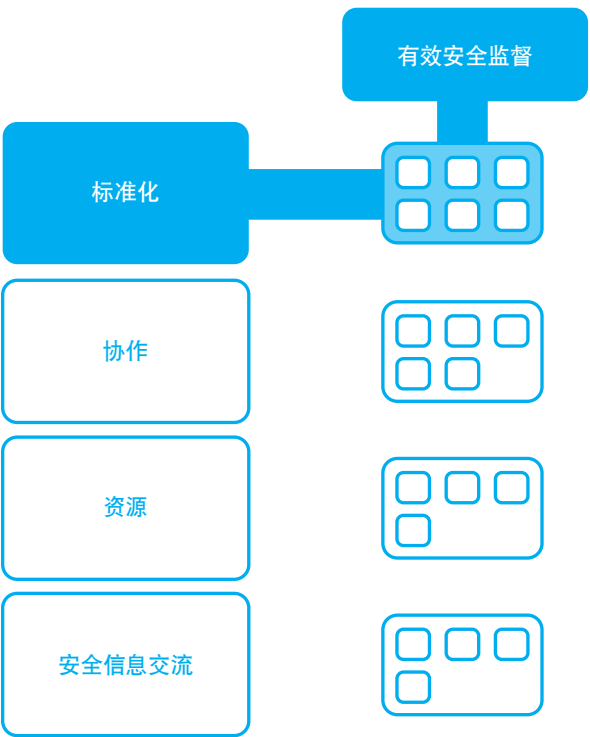 有效安全监督
标准化
协作
资源
安全信息交流